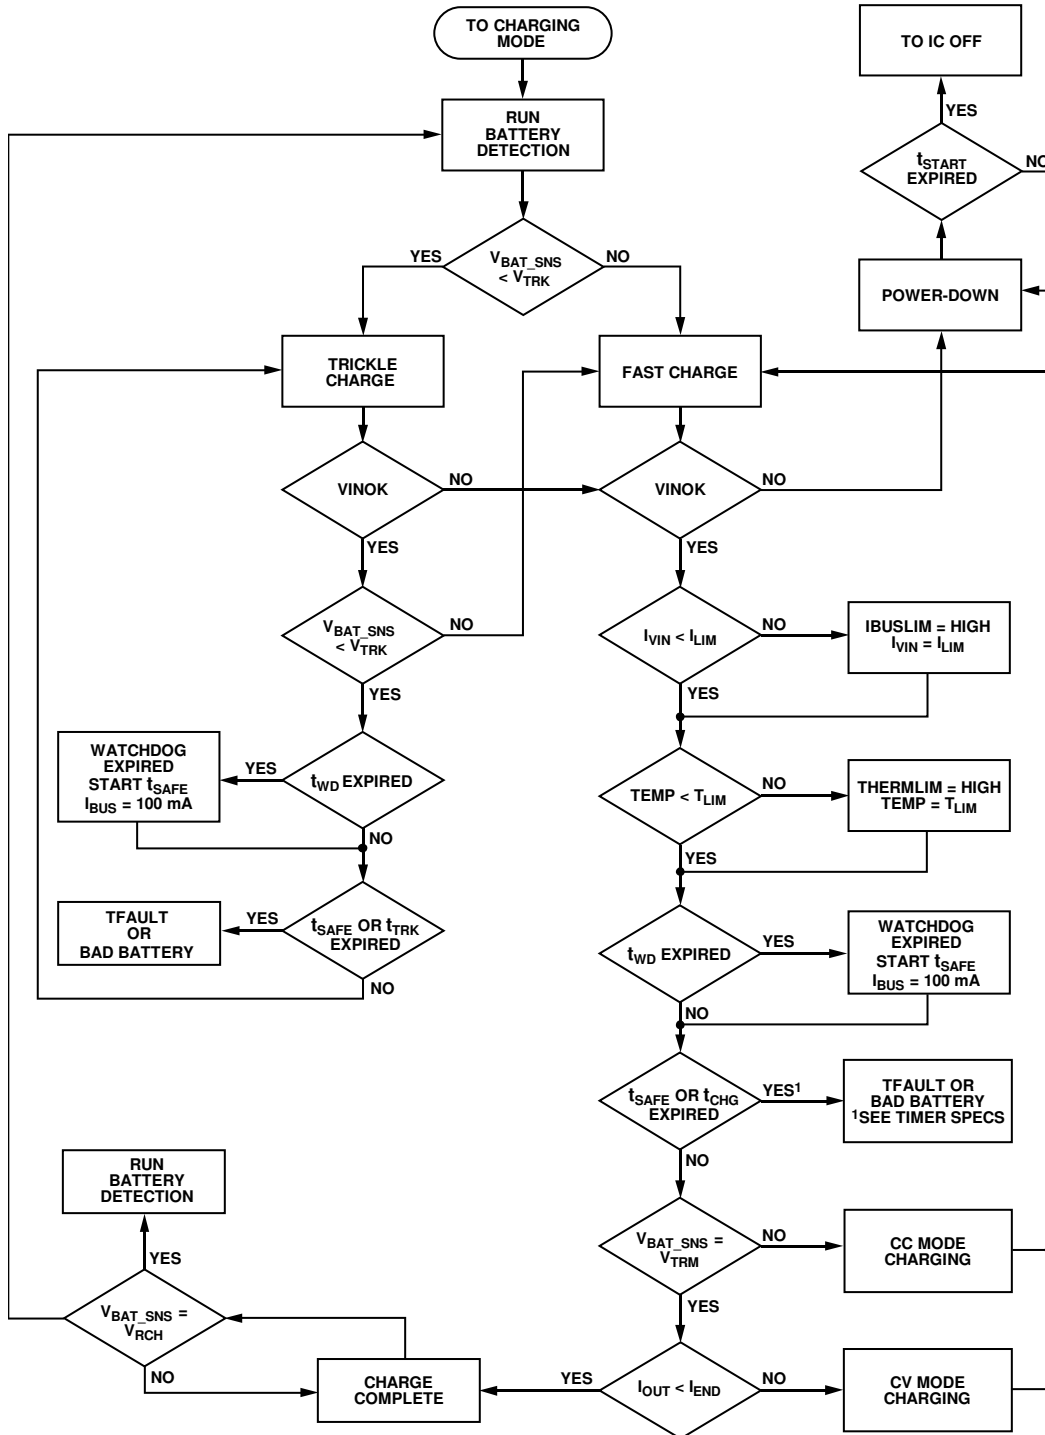 TO CHARGING
MODE
TO IC OFF
RUN
BATTERY
DETECTION
YES
tSTART
EXPIRED
NO
YES
VBAT_SNS
< VTRK
NO
POWER-DOWN
TRICKLE
CHARGE
FAST CHARGE
VINOK
NO
VINOK
NO
YES
YES
VBAT_SNS
< VTRK
NO
IVIN < ILIM
NO
IBUSLIM = HIGH
IVIN = ILIM
YES
YES
WATCHDOG
EXPIRED
START tSAFE
IBUS = 100 mA
YES
tWD EXPIRED
NO
TEMP < TLIM
NO
THERMLIM = HIGH
TEMP = TLIM
YES
TFAULT
OR
BAD BATTERY
YES
tSAFE OR tTRK
EXPIRED
NO
tWD EXPIRED
YES
WATCHDOG
EXPIRED
START tSAFE
IBUS = 100 mA
NO
tSAFE OR tCHG
EXPIRED
YES1
TFAULT OR
BAD BATTERY
1SEE TIMER SPECS
NO
RUN
BATTERY
DETECTION
YES
VBAT_SNS =
VTRM
NO
CC MODE
CHARGING
YES
VBAT_SNS =
VRCH
NO
CHARGE
COMPLETE
YES
IOUT < IEND
NO
CV MODE
CHARGING